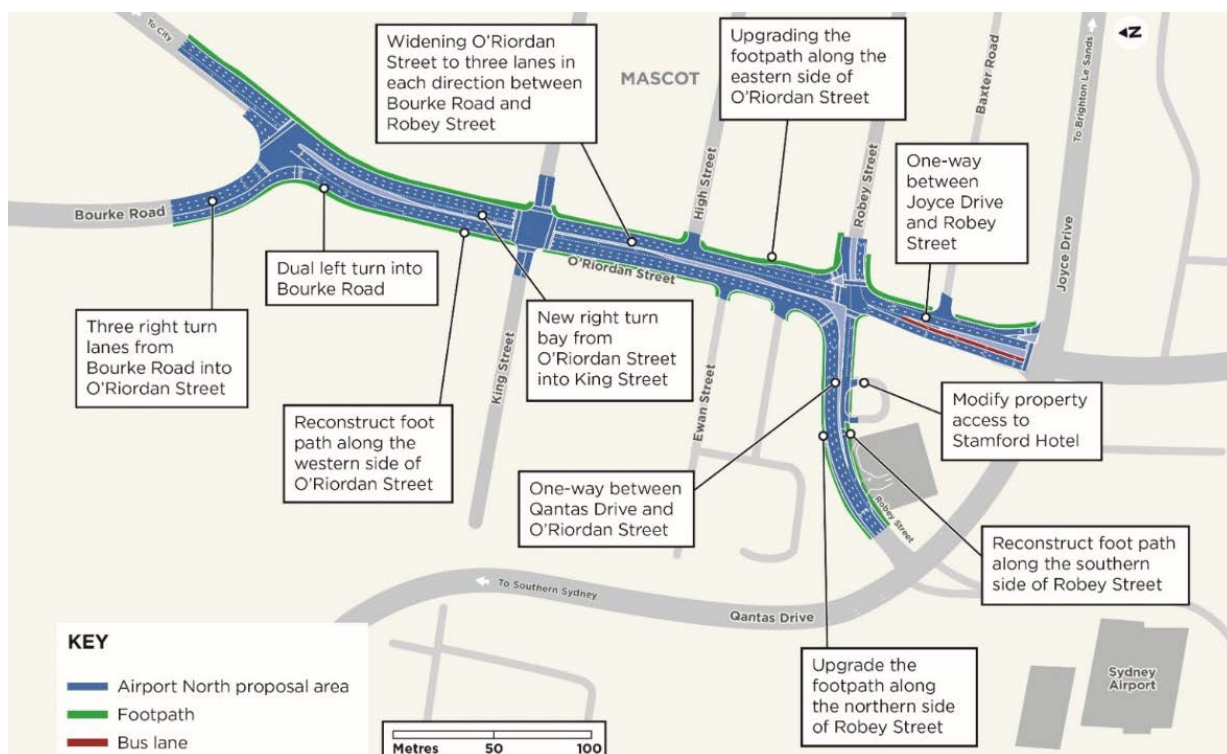 To City
Widening O'Riordan
Street to three lanes in
each direction between
Bourke Road and
Robey Street
MASCOT
Upgrading the
footpath along the
eastern side of
O'Riordan Street
N
To Brighton Le Sands
Baxter Road
High Street
Robey Street
One-way
between
Joyce Drive
and Robey
Street
Joyce Drive
Bourke Road
Dual left turn into
Bourke Road
O'Riordan Street
Three right turn
lanes from
Bourke Road into
O'Riordan Street
King Street
New right turn
bay from
O'Riordan Street
into King Street
Ewan Street
Modify property
access to
Stamford Hotel
Reconstruct foot
path along the
western side of
O'Riordan Street
One-way between
Qantas Drive and
O'Riordan Street
Robey Street
Reconstruct foot path
along the southern
side of Robey Street
To Southern Sydney
Qantas Drive
Upgrade the
footpath along
the northern side
of Robey Street
Sydney
Airport
KEY
Airport North proposal area
Footpath
Bus lane
Metres 50 100